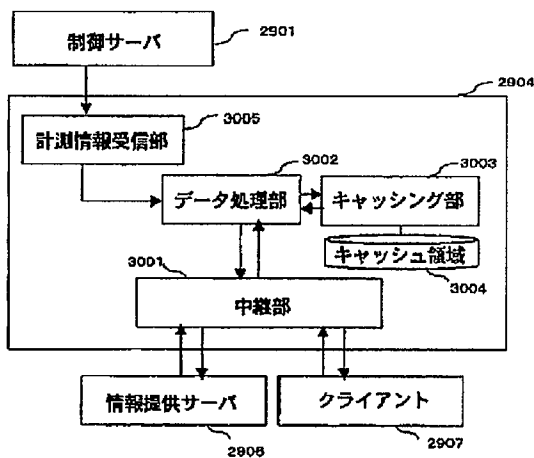 制御サーバ
2901
2904
計測情報受信部
3005
3002
3003
データ処理部
キャッシング部
キャッシュ領域
3004
3001
中継部
情報提供サーバ
クライアント
2906
2907